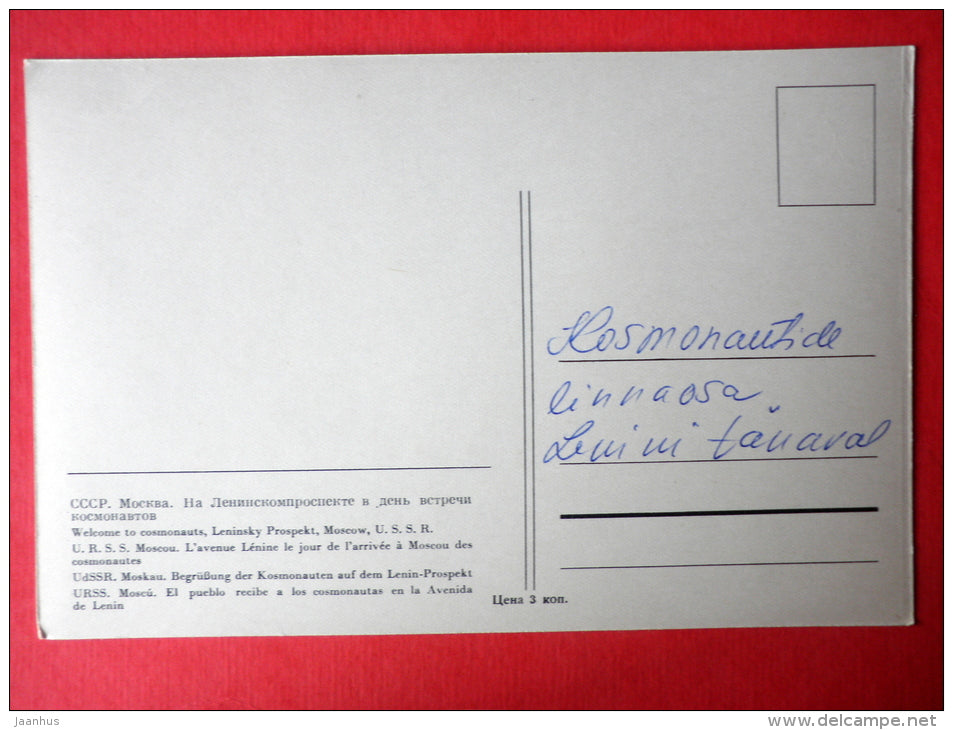 Kosmonautide
linnaosa
Lenini tänaval
СССР. Москва. На Ленинскомпроспекте в день встречи
космонавтов
Welcome to cosmonauts, Leninsky Prospekt, Moscow, U. S. S. R.
U. R. S. S. Moscou. L'avenue Lénine le jour de l'arrivée à Moscou des
cosmonautes
UdSSR. Moskau. Begrüßung der Kosmonauten auf dem Lenin-Prospekt
URSS. Moscú. El pueblo recibe a los cosmonautas en la Avenida
de Lenin
Цена 3 коп.
Jaanhus
www.delcampe.net